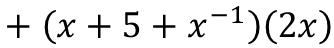 + (x + 5 + x⁻¹)(2x)